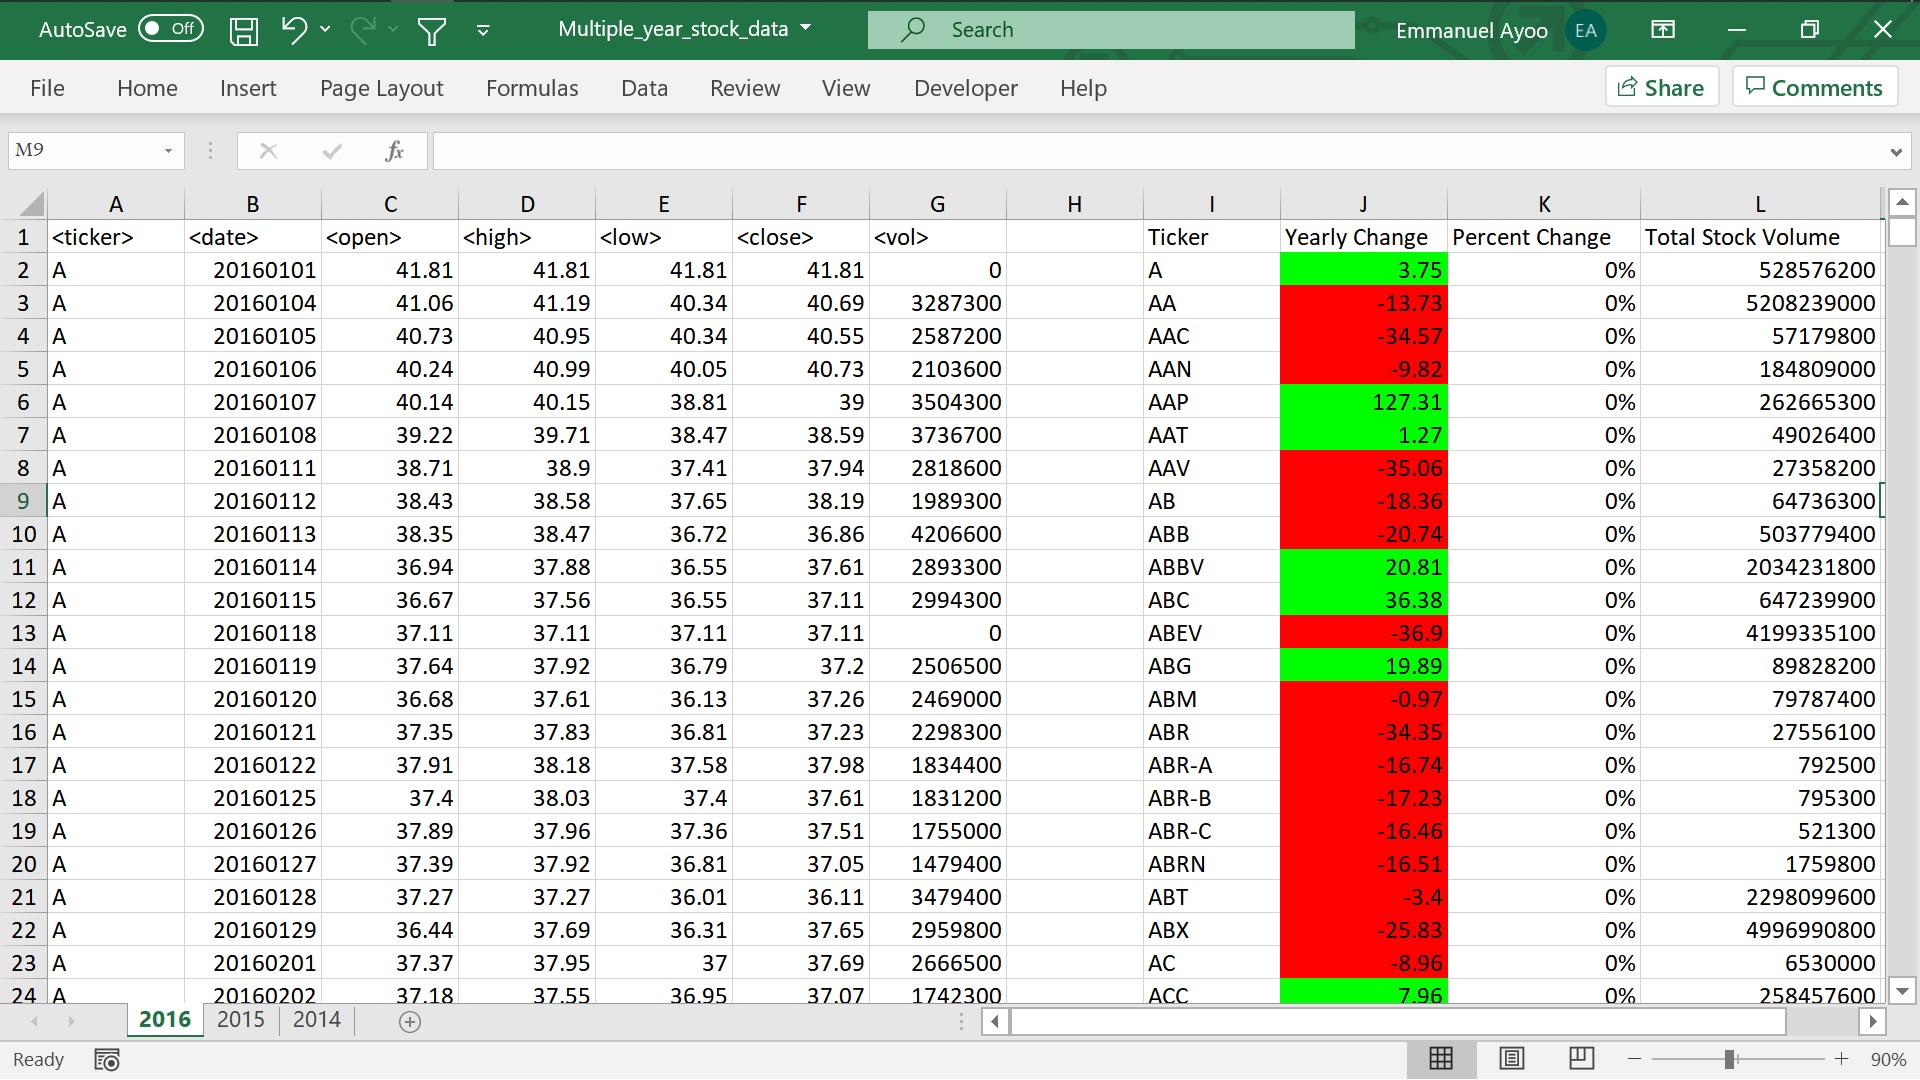 AutoSave Off Multiple_year_stock_data Search Emmanuel Ayoo EA
File Home Insert Page Layout Formulas Data Review View Developer Help Share Comments
M9 fx
A B C D E F G H I J K L
1 <ticker> <date> <open> <high> <low> <close> <vol> Ticker Yearly Change Percent Change Total Stock Volume
2 A 20160101 41.81 41.81 41.81 41.81 0 A 3.75 0% 528576200
3 A 20160104 41.06 41.19 40.34 40.69 3287300 AA -13.73 0% 5208239000
4 A 20160105 40.73 40.95 40.34 40.55 2587200 AAC -34.57 0% 57179800
5 A 20160106 40.24 40.99 40.05 40.73 2103600 AAN -9.82 0% 184809000
6 A 20160107 40.14 40.15 38.81 39 3504300 AAP 127.31 0% 262665300
7 A 20160108 39.22 39.71 38.47 38.59 3736700 AAT 1.27 0% 49026400
8 A 20160111 38.71 38.9 37.41 37.94 2818600 AAV -35.06 0% 27358200
9 A 20160112 38.43 38.58 37.65 38.19 1989300 AB -18.36 0% 64736300
10 A 20160113 38.35 38.47 36.72 36.86 4206600 ABB -20.74 0% 503779400
11 A 20160114 36.94 37.88 36.55 37.61 2893300 ABBV 20.81 0% 2034231800
12 A 20160115 36.67 37.56 36.55 37.11 2994300 ABC 36.38 0% 647239900
13 A 20160118 37.11 37.11 37.11 37.11 0 ABEV -36.9 0% 4199335100
14 A 20160119 37.64 37.92 36.79 37.2 2506500 ABG 19.89 0% 89828200
15 A 20160120 36.68 37.61 36.13 37.26 2469000 ABM -0.97 0% 79787400
16 A 20160121 37.35 37.83 36.81 37.23 2298300 ABR -34.35 0% 27556100
17 A 20160122 37.91 38.18 37.58 37.98 1834400 ABR-A -16.74 0% 792500
18 A 20160125 37.4 38.03 37.4 37.61 1831200 ABR-B -17.23 0% 795300
19 A 20160126 37.89 37.96 37.36 37.51 1755000 ABR-C -16.46 0% 521300
20 A 20160127 37.39 37.92 36.81 37.05 1479400 ABRN -16.51 0% 1759800
21 A 20160128 37.27 37.27 36.01 36.11 3479400 ABT -3.4 0% 2298099600
22 A 20160129 36.44 37.69 36.31 37.65 2959800 ABX -25.83 0% 4996990800
23 A 20160201 37.37 37.95 37 37.69 2666500 AC -8.96 0% 6530000
24 A 20160202 37.18 37.55 36.95 37.07 1742300 ACC 7.96 0% 258457600
2016 2015 2014
Ready 90%